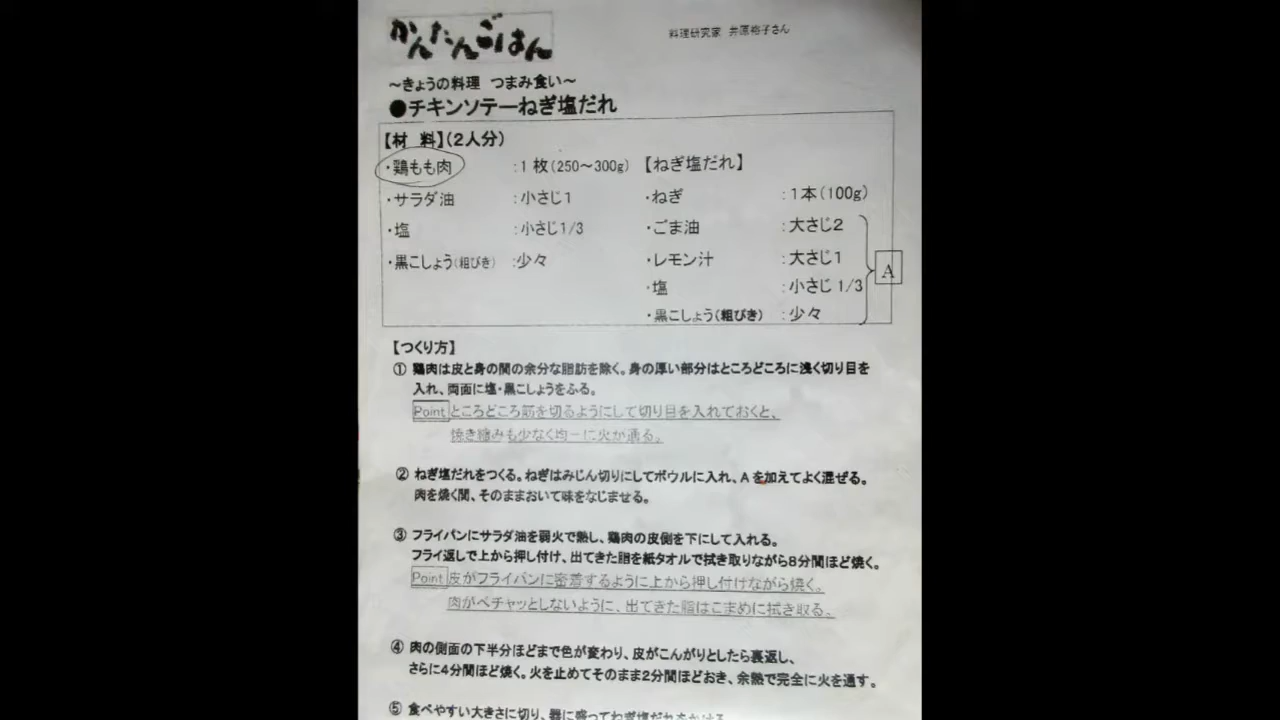 かんたんごはん
料理研究家 井原裕子さん
～きょうの料理 つまみ食い～
●チキンソテーねぎ塩だれ
【材 料】(2人分)
・鶏もも肉 :1枚(250～300g) 【ねぎ塩だれ】
・サラダ油 :小さじ1 ・ねぎ :1本(100g)
・塩 :小さじ1/3 ・ごま油 :大さじ2
・黒こしょう(粗びき) :少々 ・レモン汁 :大さじ1
A
・塩 :小さじ1/3
・黒こしょう(粗びき) :少々
【つくり方】
① 鶏肉は皮と身の間の余分な脂肪を除く。身の厚い部分はところどころに浅く切り目を
入れ、両面に塩・黒こしょうをふる。
Point ところどころ筋を切るようにして切り目を入れておくと、
焼き縮みも少なく均一に火が通る。
② ねぎ塩だれをつくる。ねぎはみじん切りにしてボウルに入れ、Aを加えてよく混ぜる。
肉を焼く間、そのままおいて味をなじませる。
③ フライパンにサラダ油を弱火で熱し、鶏肉の皮側を下にして入れる。
フライ返しで上から押し付け、出てきた脂を紙タオルで拭き取りながら8分間ほど焼く。
Point 皮がフライパンに密着するように上から押し付けながら焼く。
肉がベチャッとしないように、出てきた脂はこまめに拭き取る。
④ 肉の側面の下半分ほどまで色が変わり、皮がこんがりとしたら裏返し、
さらに4分間ほど焼く。火を止めてそのまま2分間ほどおき、余熱で完全に火を通す。
⑤ 食べやすい大きさに切り、器に盛ってねぎ塩だれをかける